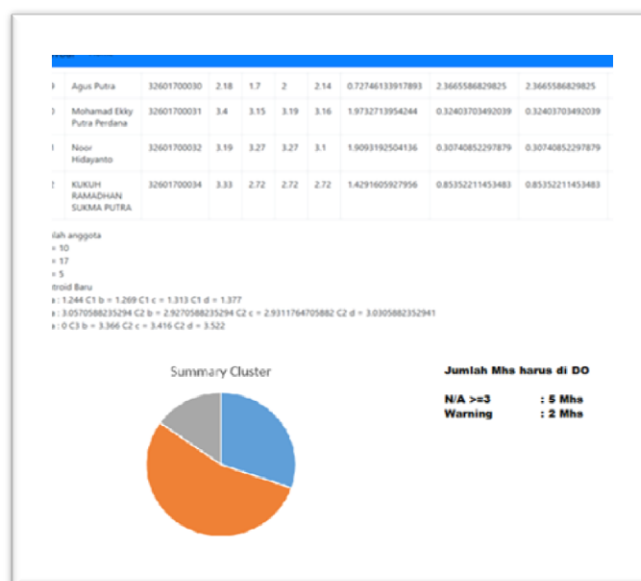 Agus Putra 32601700030 2.18 1.7 2 2.14 0.72746133917893 2.3665586829825 2.3665586829825
Mohamad Ekky 32601700031 3.4 3.15 3.19 3.16 1.9732713954244 0.32403703492039 0.32403703492039
Putra Perdana
Noor 32601700032 3.19 3.27 3.27 3.1 1.9093192504136 0.30740852297879 0.30740852297879
Hidayanto
KUKUH 32601700034 3.33 2.72 2.72 2.72 1.4291605927956 0.85352211453483 0.85352211453483
RAMADHAN
SUKMA PUTRA
lah anggota
= 10
= 17
= 5
troid Baru
: 1.244 C1 b = 1.269 C1 c = 1.313 C1 d = 1.377
: 3.0570588235294 C2 b = 2.9270588235294 C2 c = 2.9311764705882 C2 d = 3.0305882352941
: 0 C3 b = 3.366 C2 c = 3.416 C2 d = 3.522
Summary Cluster
Jumlah Mhs harus di DO
N/A >=3 : 5 Mhs
Warning : 2 Mhs